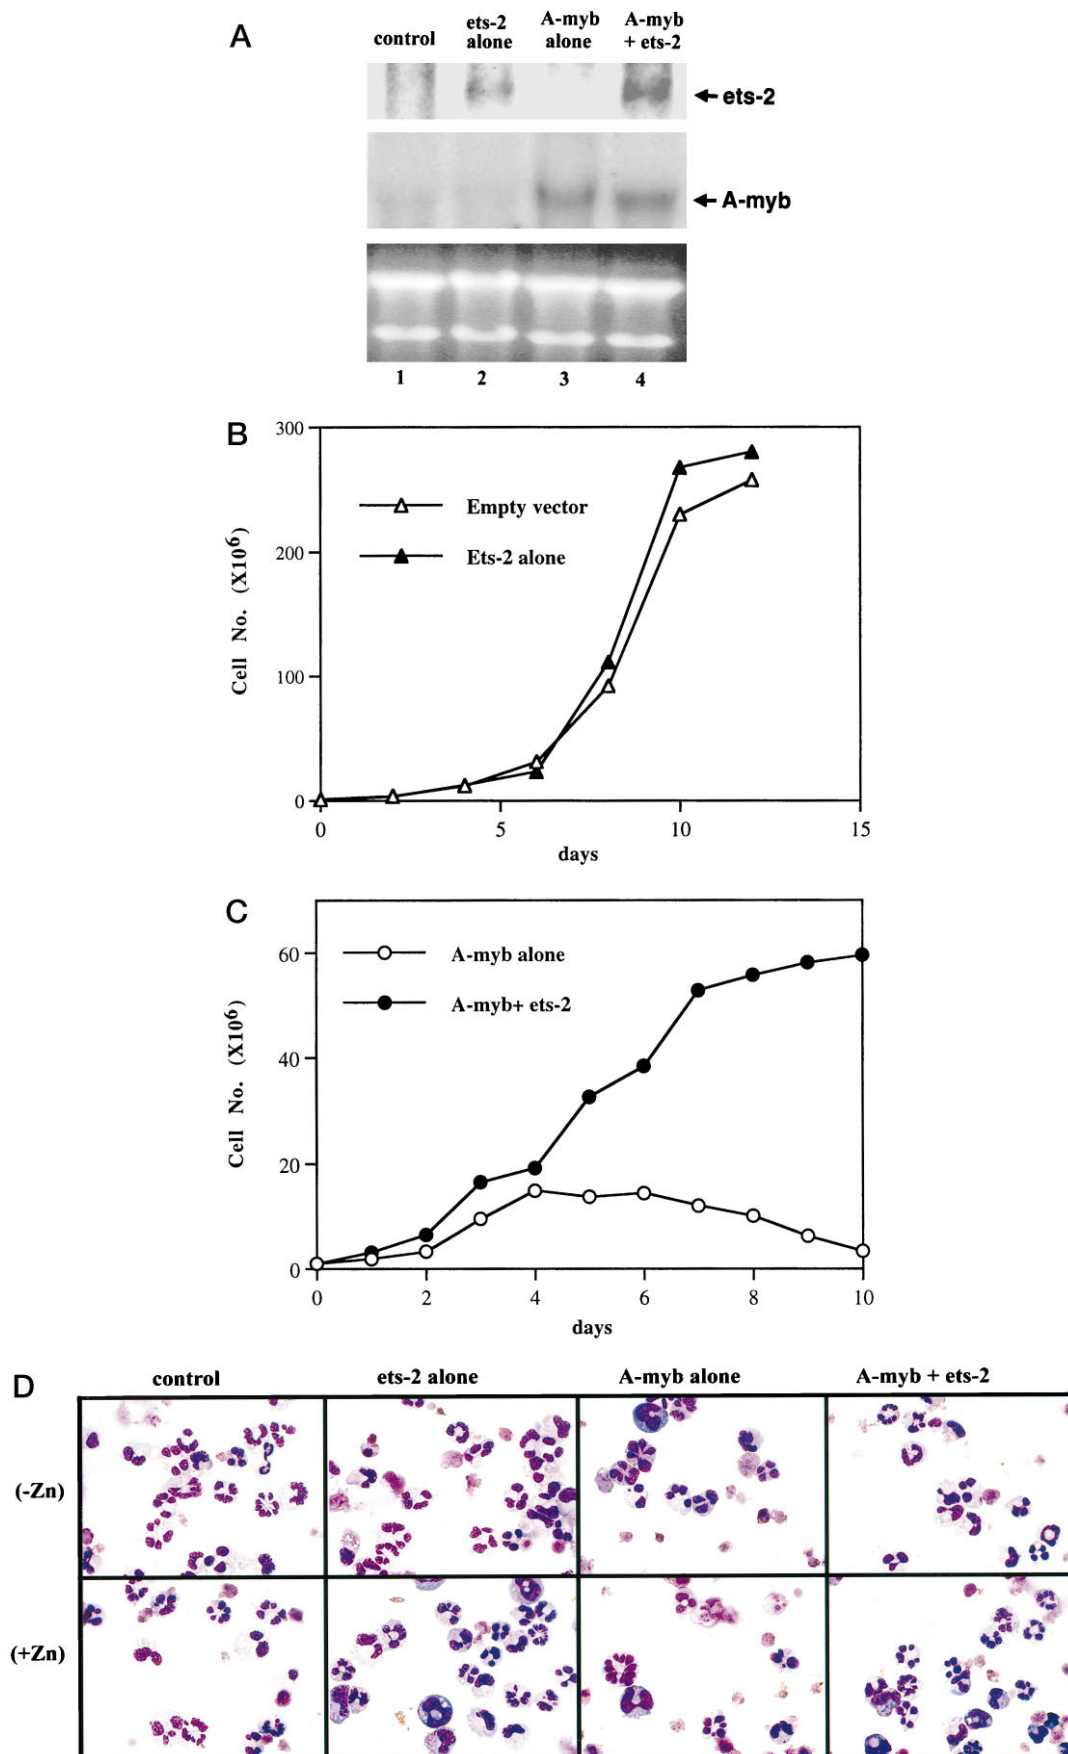 A
control
ets-2
alone
A-myb
alone
A-myb
+ ets-2
ets-2
A-myb
1 2 3 4
B
300
200
100
0
Cell No. (X10⁶)
Empty vector
Ets-2 alone
0 5 10 15
days
C
60
40
20
0
Cell No. (X10⁶)
A-myb alone
A-myb+ ets-2
0 2 4 6 8 10
days
D
control ets-2 alone A-myb alone A-myb + ets-2
(-Zn)
(+Zn)